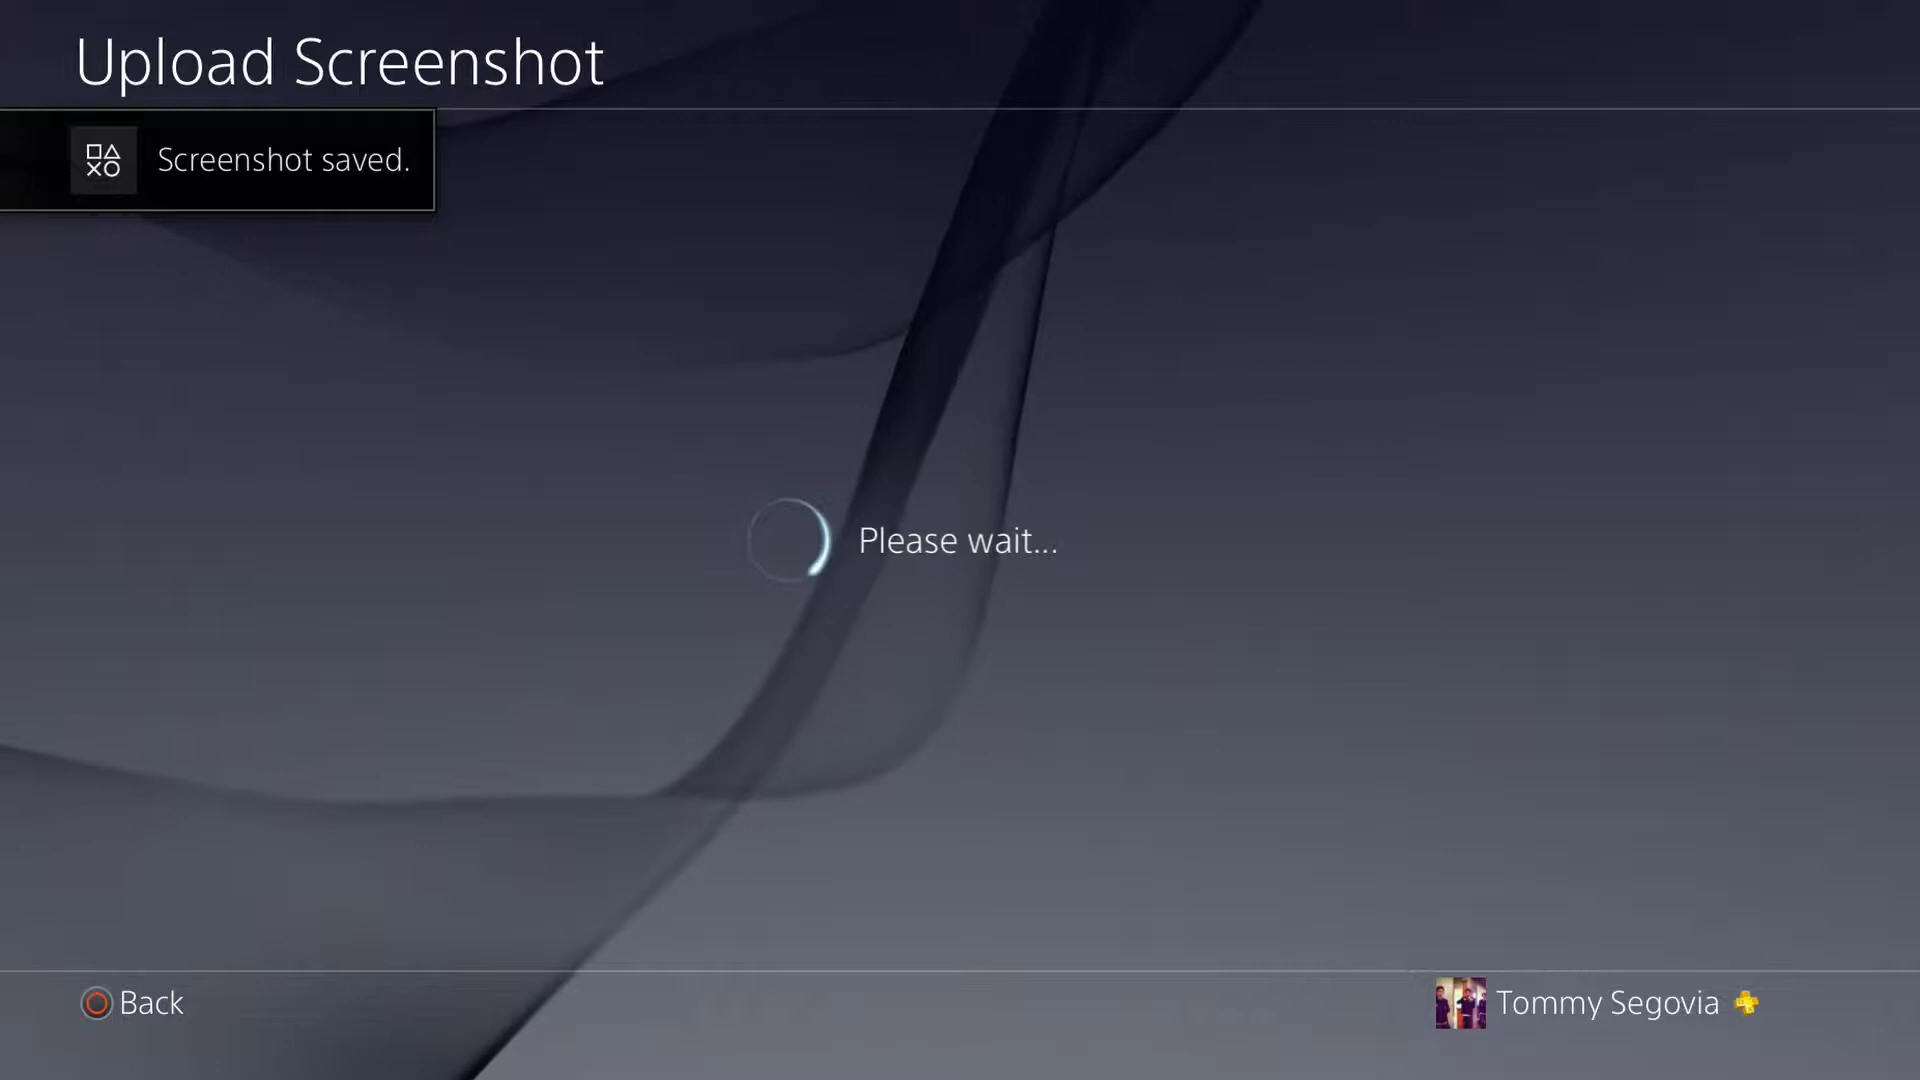 Upload Screenshot
Screenshot saved.
Please wait...
Back
Tommy Segovia